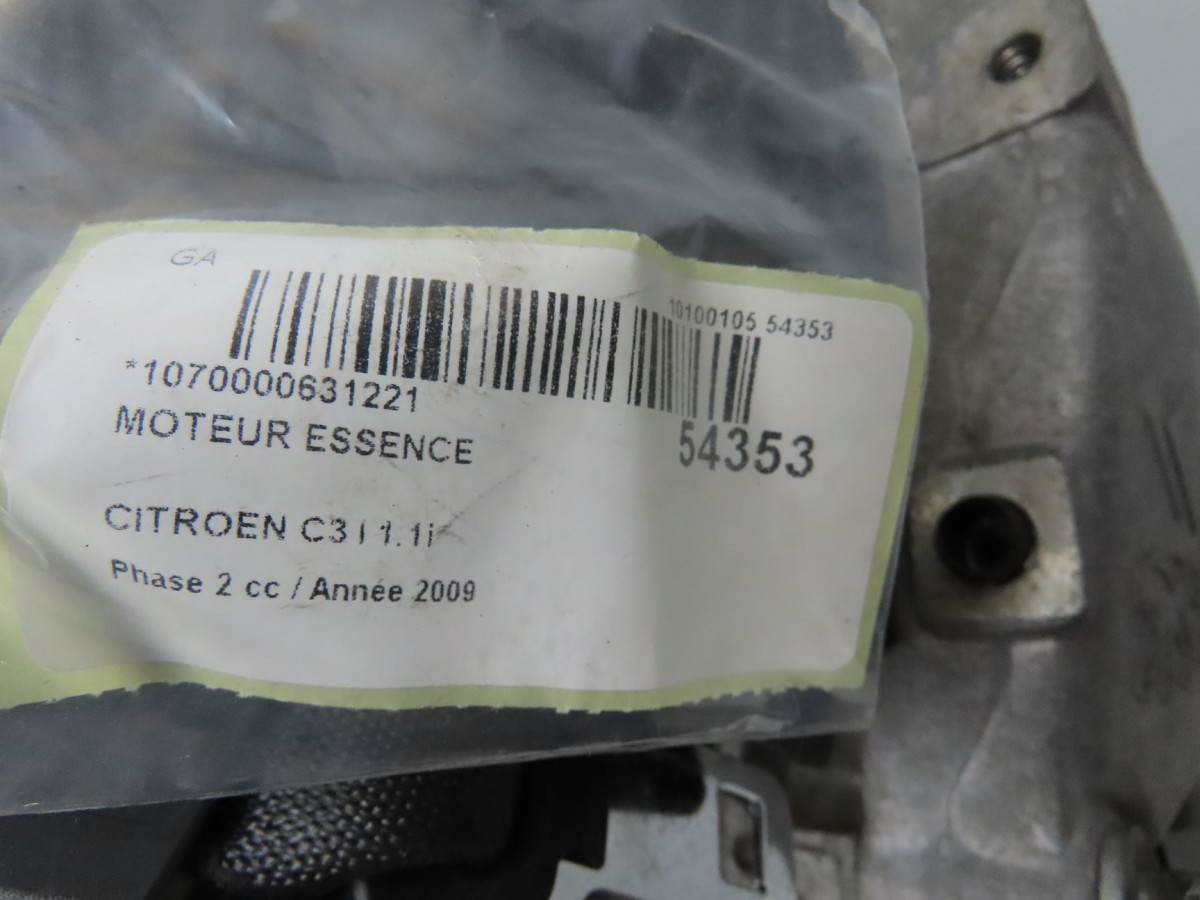 GA
10100105 54353
*1070000631221
MOTEUR ESSENCE
54353
CITROEN C3 I 1.1i
Phase 2 cc / Année 2009